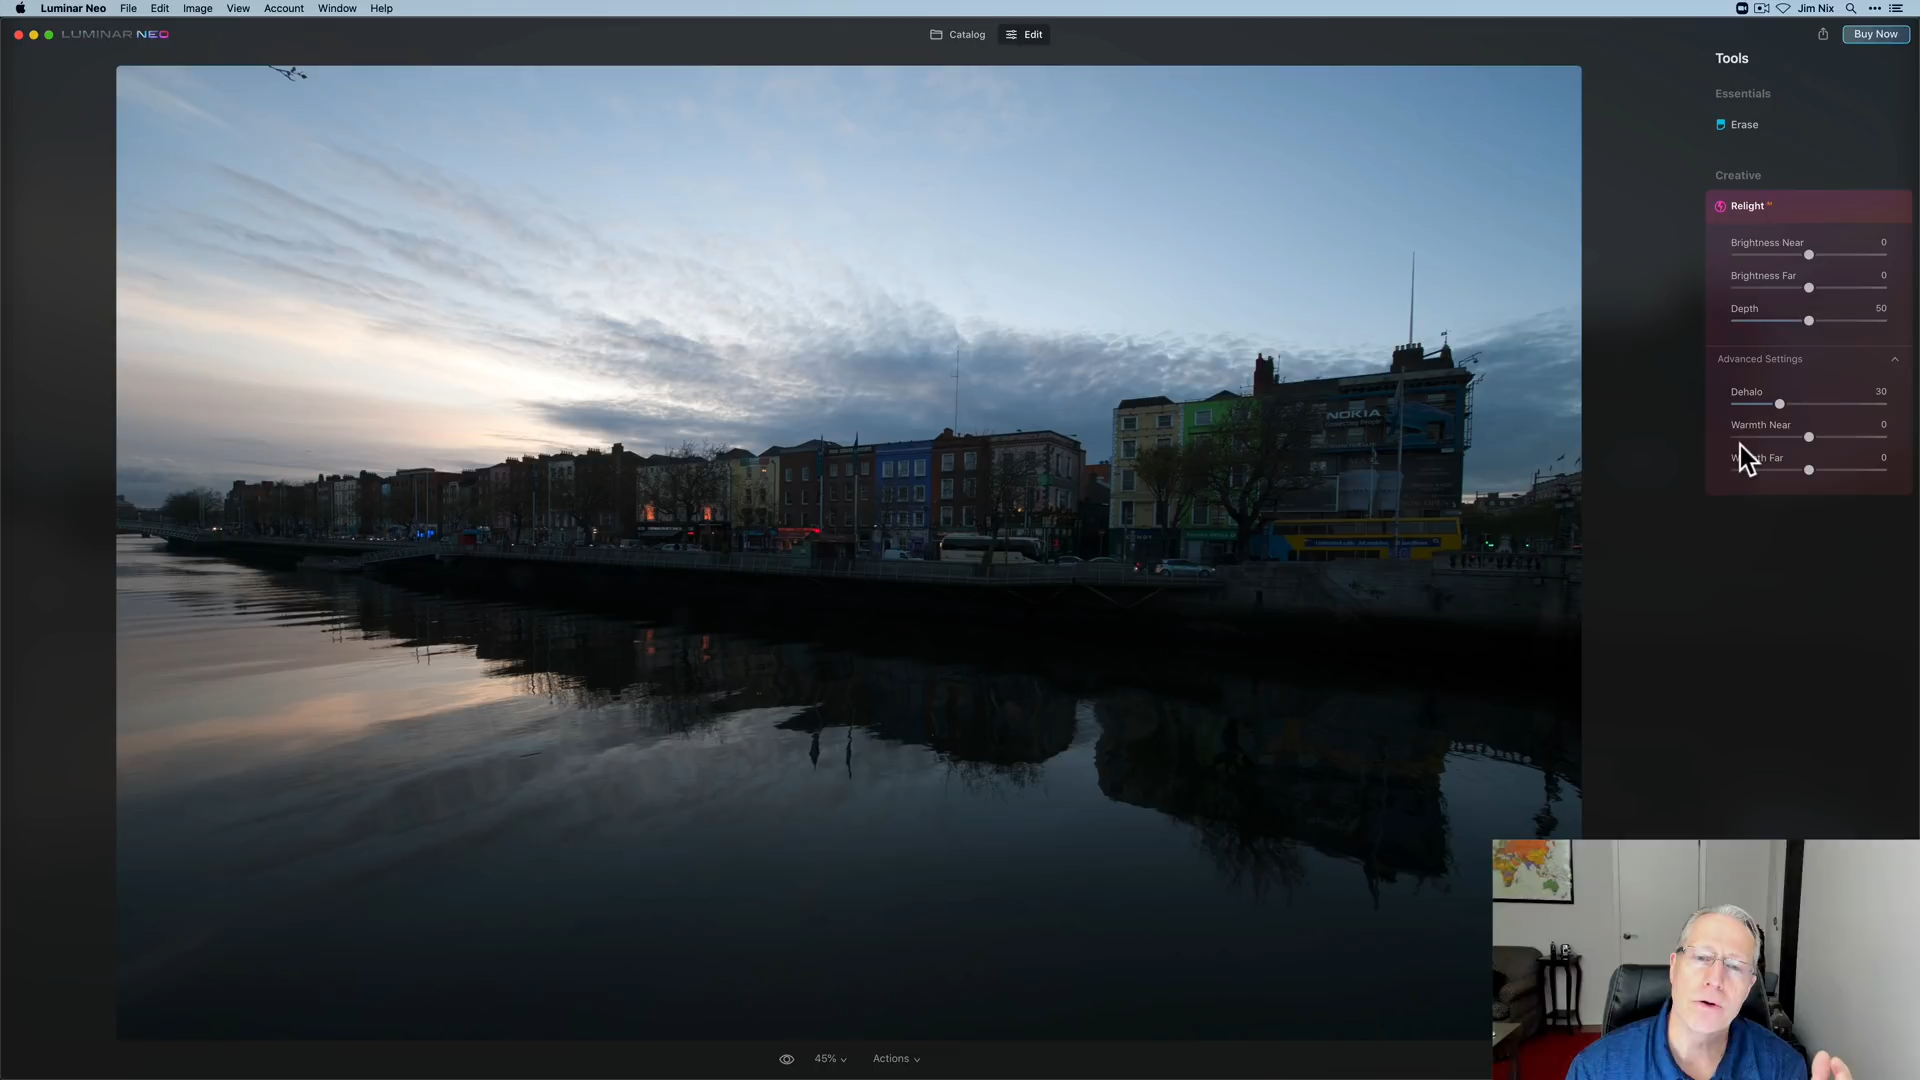 Luminar Neo File Edit Image View Account Window Help Jim Nix
LUMINAR NEO Catalog Edit Buy Now
Tools
Essentials
Erase
Creative
Relight AI
Brightness Near 0
Brightness Far 0
Depth 50
Advanced Settings
Dehalo 30
Warmth Near 0
Far 0
NOKIA
45% Actions